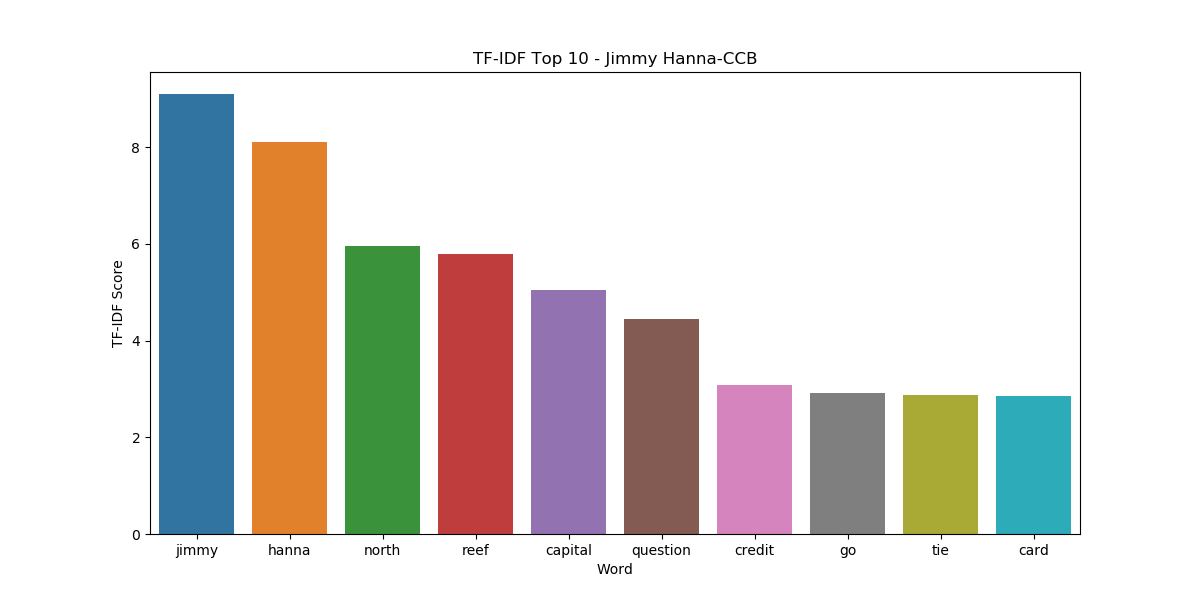 TF-IDF Top 10 - Jimmy Hanna-CCB
TF-IDF Score
8
6
4
2
0
jimmy hanna north reef capital question credit go tie card
Word